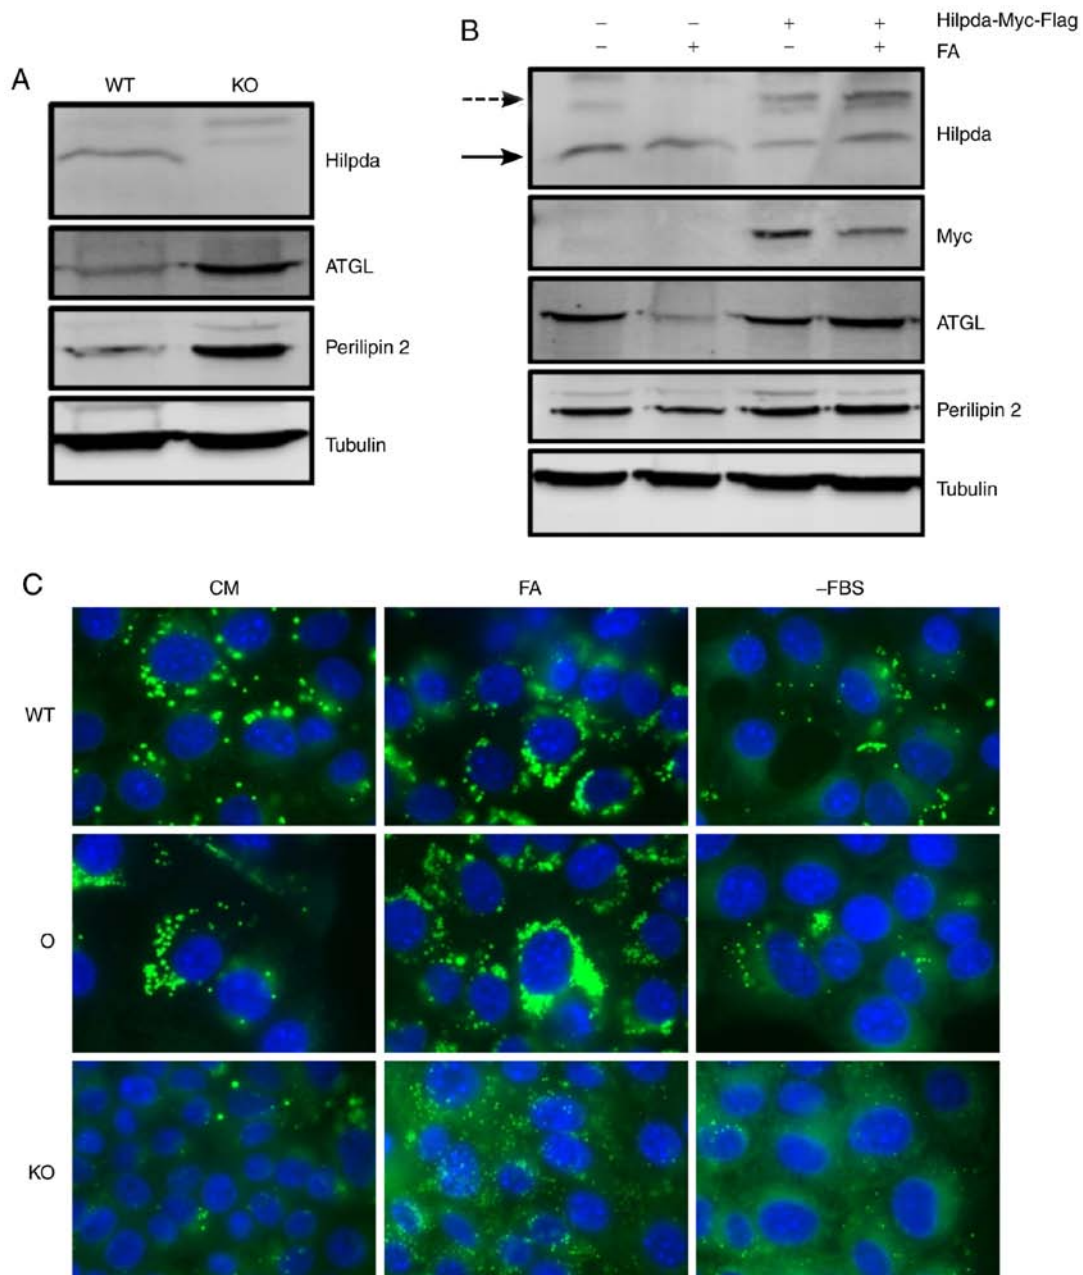 A
WT KO
Hilpda
ATGL
Perilipin 2
Tubulin
B
– – + + Hilpda-Myc-Flag
– + – + FA
Hilpda
Myc
ATGL
Perilipin 2
Tubulin
C
CM FA –FBS
WT
O
KO